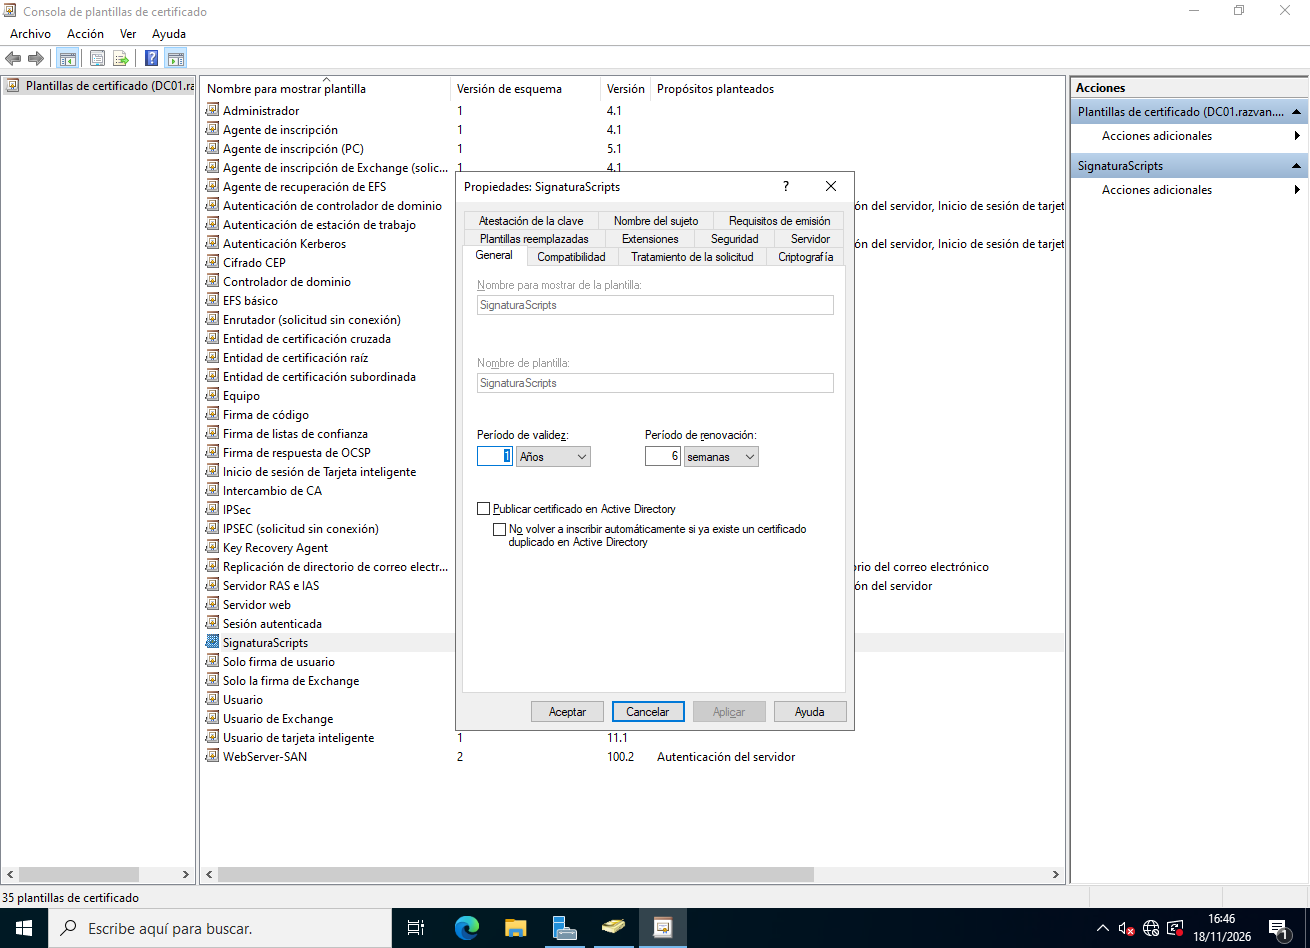 Consola de plantillas de certificado
Archivo Acción Ver Ayuda
Plantillas de certificado (DC01.ra
Nombre para mostrar plantilla Versión de esquema Versión Propósitos planteados
Administrador 1 4.1
Agente de inscripción 1 4.1
Agente de inscripción (PC) 1 5.1
Agente de inscripción de Exchange (solic... 1 4.1
Agente de recuperación de EFS
Autenticación de controlador de dominio ón del servidor, Inicio de sesión de tarjet
Autenticación de estación de trabajo
Autenticación Kerberos ón del servidor, Inicio de sesión de tarjet
Cifrado CEP
Controlador de dominio
EFS básico
Enrutador (solicitud sin conexión)
Entidad de certificación cruzada
Entidad de certificación raíz
Entidad de certificación subordinada
Equipo
Firma de código
Firma de listas de confianza
Firma de respuesta de OCSP
Inicio de sesión de Tarjeta inteligente
Intercambio de CA
IPSec
IPSEC (solicitud sin conexión)
Key Recovery Agent
Replicación de directorio de correo electr... rio del correo electrónico
Servidor RAS e IAS ón del servidor
Servidor web
Sesión autenticada
SignaturaScripts
Solo firma de usuario
Solo la firma de Exchange
Usuario
Usuario de Exchange
Usuario de tarjeta inteligente 1 11.1
WebServer-SAN 2 100.2 Autenticación del servidor
Propiedades: SignaturaScripts ?
Atestación de la clave Nombre del sujeto Requisitos de emisión
Plantillas reemplazadas Extensiones Seguridad Servidor
General Compatibilidad Tratamiento de la solicitud Criptografía
Nombre para mostrar de la plantilla:
SignaturaScripts
Nombre de plantilla:
SignaturaScripts
Período de validez: Período de renovación:
1 Años 6 semanas
Publicar certificado en Active Directory
No volver a inscribir automáticamente si ya existe un certificado
duplicado en Active Directory
Aceptar Cancelar Aplicar Ayuda
Acciones
Plantillas de certificado (DC01.razvan....
Acciones adicionales
SignaturaScripts
Acciones adicionales
35 plantillas de certificado
Escribe aquí para buscar.
16:46
18/11/2026
1